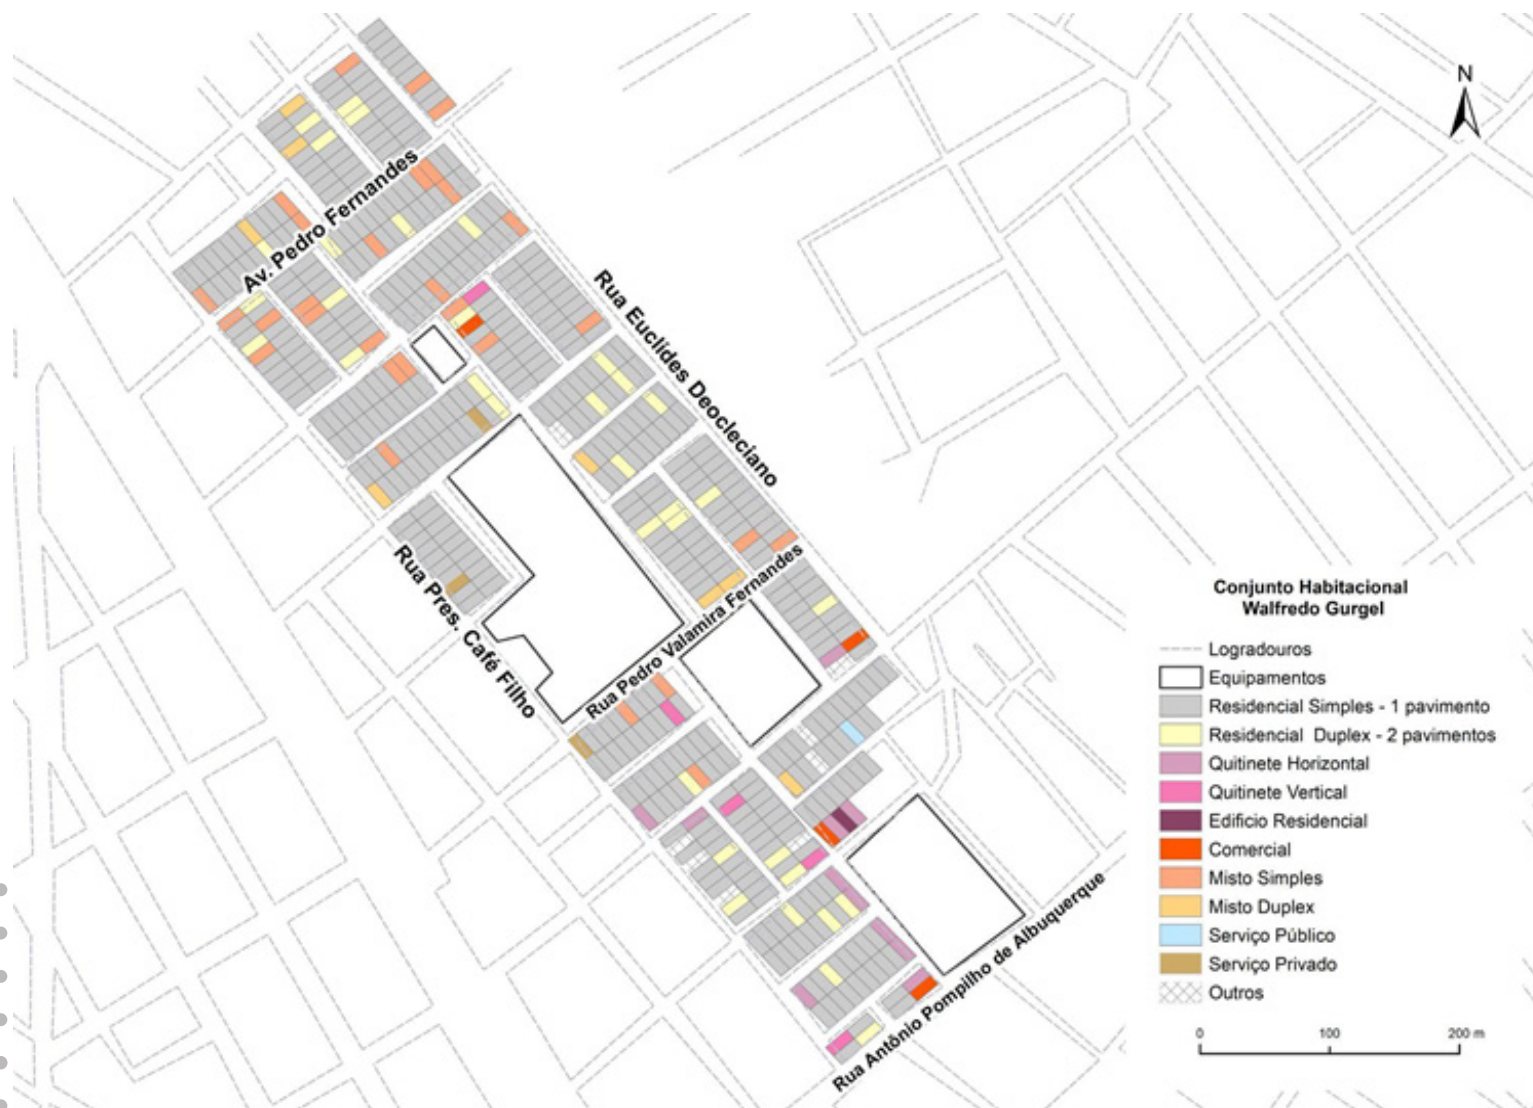 N
Av. Pedro Fernandes
Rua Euclídes Deocleciano
Rua Pres. Café Filho
Rua Pedro Valamira Fernandes
Rua Antônio Pompilho de Albuquerque
Conjunto Habitacional
Walfredo Gurgel
Logradouros
Equipamentos
Residencial Simples - 1 pavimento
Residencial Duplex - 2 pavimentos
Quitinete Horizontal
Quitinete Vertical
Edificio Residencial
Comercial
Misto Simples
Misto Duplex
Serviço Público
Serviço Privado
Outros
0 100 200 m